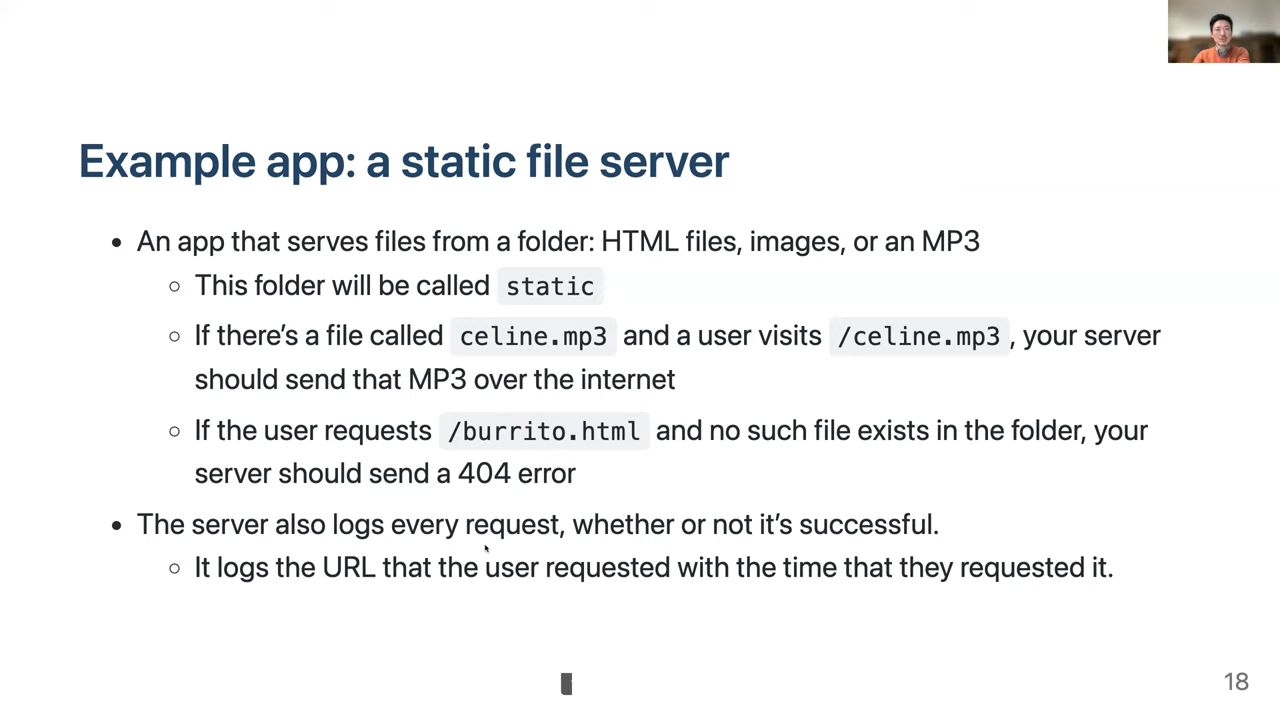 Example app: a static file server
• An app that serves files from a folder: HTML files, images, or an MP3
○ This folder will be called static
○ If there’s a file called celine.mp3 and a user visits /celine.mp3, your server
should send that MP3 over the internet
○ If the user requests /burrito.html and no such file exists in the folder, your
server should send a 404 error
• The server also logs every request, whether or not it’s successful.
○ It logs the URL that the user requested with the time that they requested it.
18